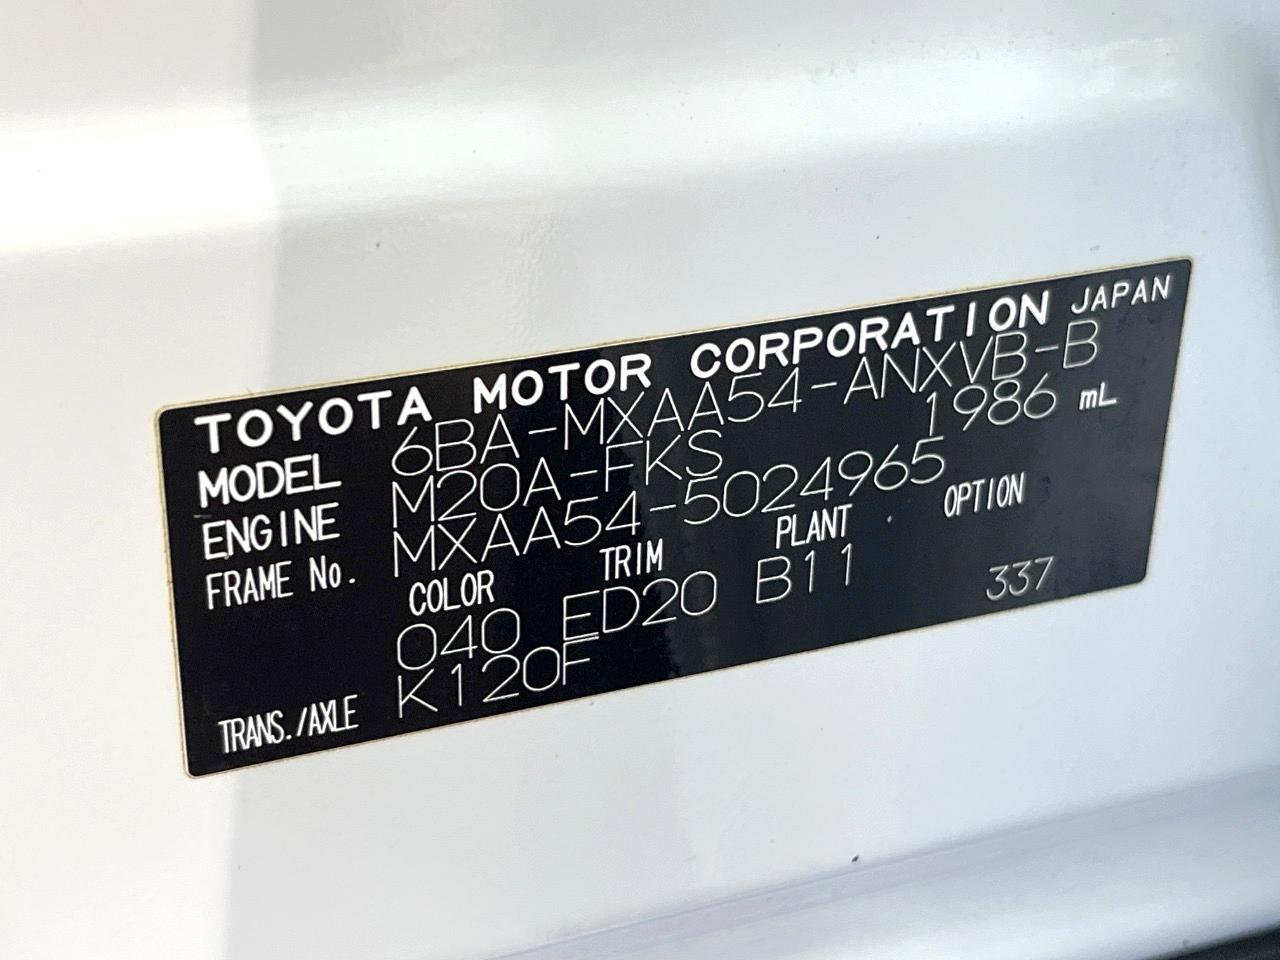 TOYOTA MOTOR CORPORATION JAPAN
MODEL 6BA-MXAA54-ANXVB-B
ENGINE M20A-FKS 1986 mL
FRAME No. MXAA54-5024965
COLOR TRIM PLANT OPTION
040 ED20 B11 337
TRANS./AXLE K120F